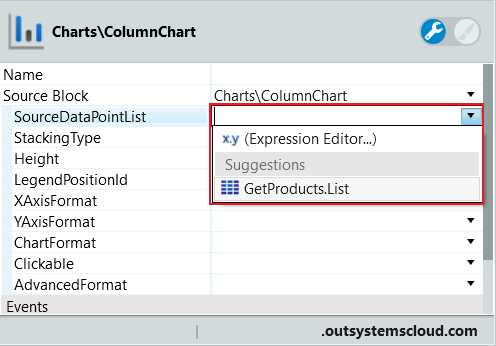 Charts\ColumnChart
Name
Source Block Charts\ColumnChart
SourceDataPointList
StackingType x.y (Expression Editor...)
Height Suggestions
LegendPositionId GetProducts.List
XAxisFormat
YAxisFormat
ChartFormat
Clickable
AdvancedFormat
Events
.outsystemscloud.com